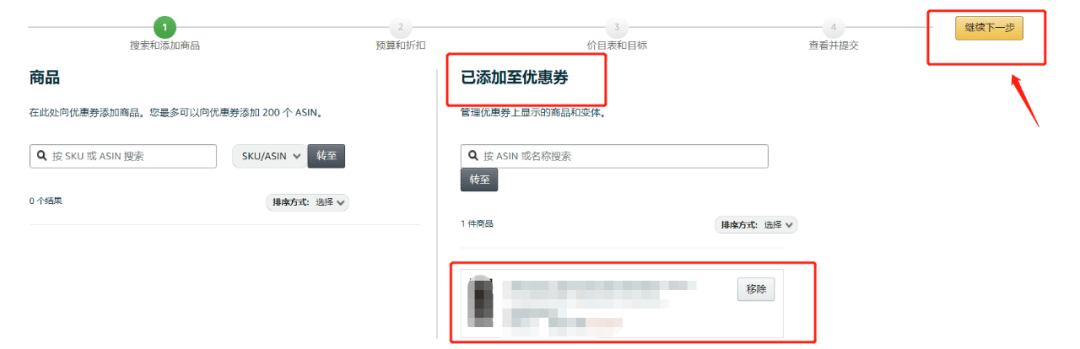 1
2
3
4
继续下一步
搜索和添加商品
预算和折扣
价目表和目标
查看并提交
商品
在此处向优惠券添加商品。您最多可以向优惠券添加 200 个 ASIN。
按 SKU 或 ASIN 搜索
SKU/ASIN
转至
0 个结果
排序方式: 选择
已添加至优惠券
管理优惠券上显示的商品和变体。
按 ASIN 或名称搜索
转至
1 件商品
排序方式: 选择
移除